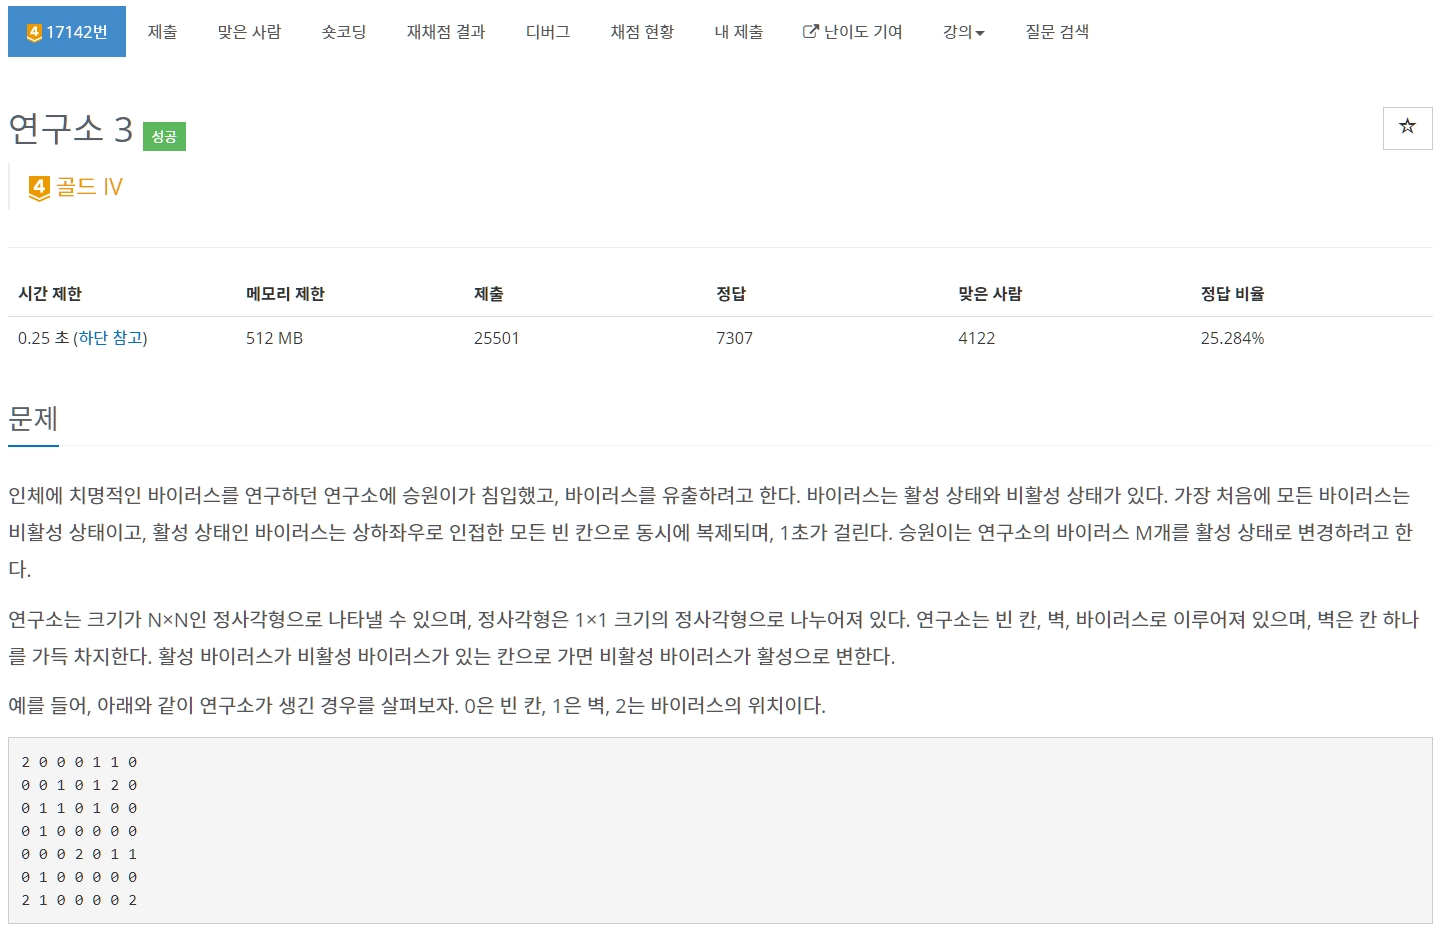 4 17142번 제출 맞은 사람 숏코딩 재채점 결과 디버그 채점 현황 내 제출 난이도 기여 강의 질문 검색
연구소 3 성공
4 골드 IV
시간 제한 메모리 제한 제출 정답 맞은 사람 정답 비율
0.25 초 (하단 참고) 512 MB 25501 7307 4122 25.284%
문제
인체에 치명적인 바이러스를 연구하던 연구소에 승원이가 침입했고, 바이러스를 유출하려고 한다. 바이러스는 활성 상태와 비활성 상태가 있다. 가장 처음에 모든 바이러스는
비활성 상태이고, 활성 상태인 바이러스는 상하좌우로 인접한 모든 빈 칸으로 동시에 복제되며, 1초가 걸린다. 승원이는 연구소의 바이러스 M개를 활성 상태로 변경하려고 한
다.
연구소는 크기가 N×N인 정사각형으로 나타낼 수 있으며, 정사각형은 1×1 크기의 정사각형으로 나누어져 있다. 연구소는 빈 칸, 벽, 바이러스로 이루어져 있으며, 벽은 칸 하나
를 가득 차지한다. 활성 바이러스가 비활성 바이러스가 있는 칸으로 가면 비활성 바이러스가 활성으로 변한다.
예를 들어, 아래와 같이 연구소가 생긴 경우를 살펴보자. 0은 빈 칸, 1은 벽, 2는 바이러스의 위치이다.
2 0 0 0 1 1 0
0 0 1 0 1 2 0
0 1 1 0 1 0 0
0 1 0 0 0 0 0
0 0 0 2 0 1 1
0 1 0 0 0 0 0
2 1 0 0 0 0 2